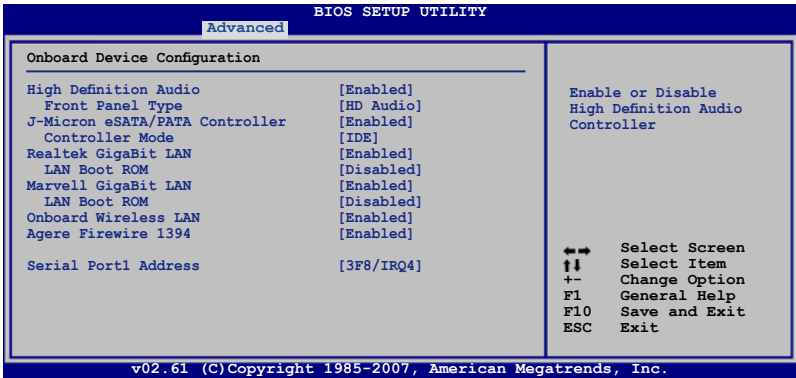 BIOS SETUP UTILITY
Advanced
Onboard Device Configuration
High Definition Audio [Enabled]
Front Panel Type [HD Audio]
J-Micron eSATA/PATA Controller [Enabled]
Controller Mode [IDE]
Realtek GigaBit LAN [Enabled]
LAN Boot ROM [Disabled]
Marvell GigaBit LAN [Enabled]
LAN Boot ROM [Disabled]
Onboard Wireless LAN [Enabled]
Agere Firewire 1394 [Enabled]
Serial Port1 Address [3F8/IRQ4]
Enable or Disable
High Definition Audio
Controller
←→ Select Screen
↑↓ Select Item
+- Change Option
F1 General Help
F10 Save and Exit
ESC Exit
v02.61 (C)Copyright 1985-2007, American Megatrends, Inc.